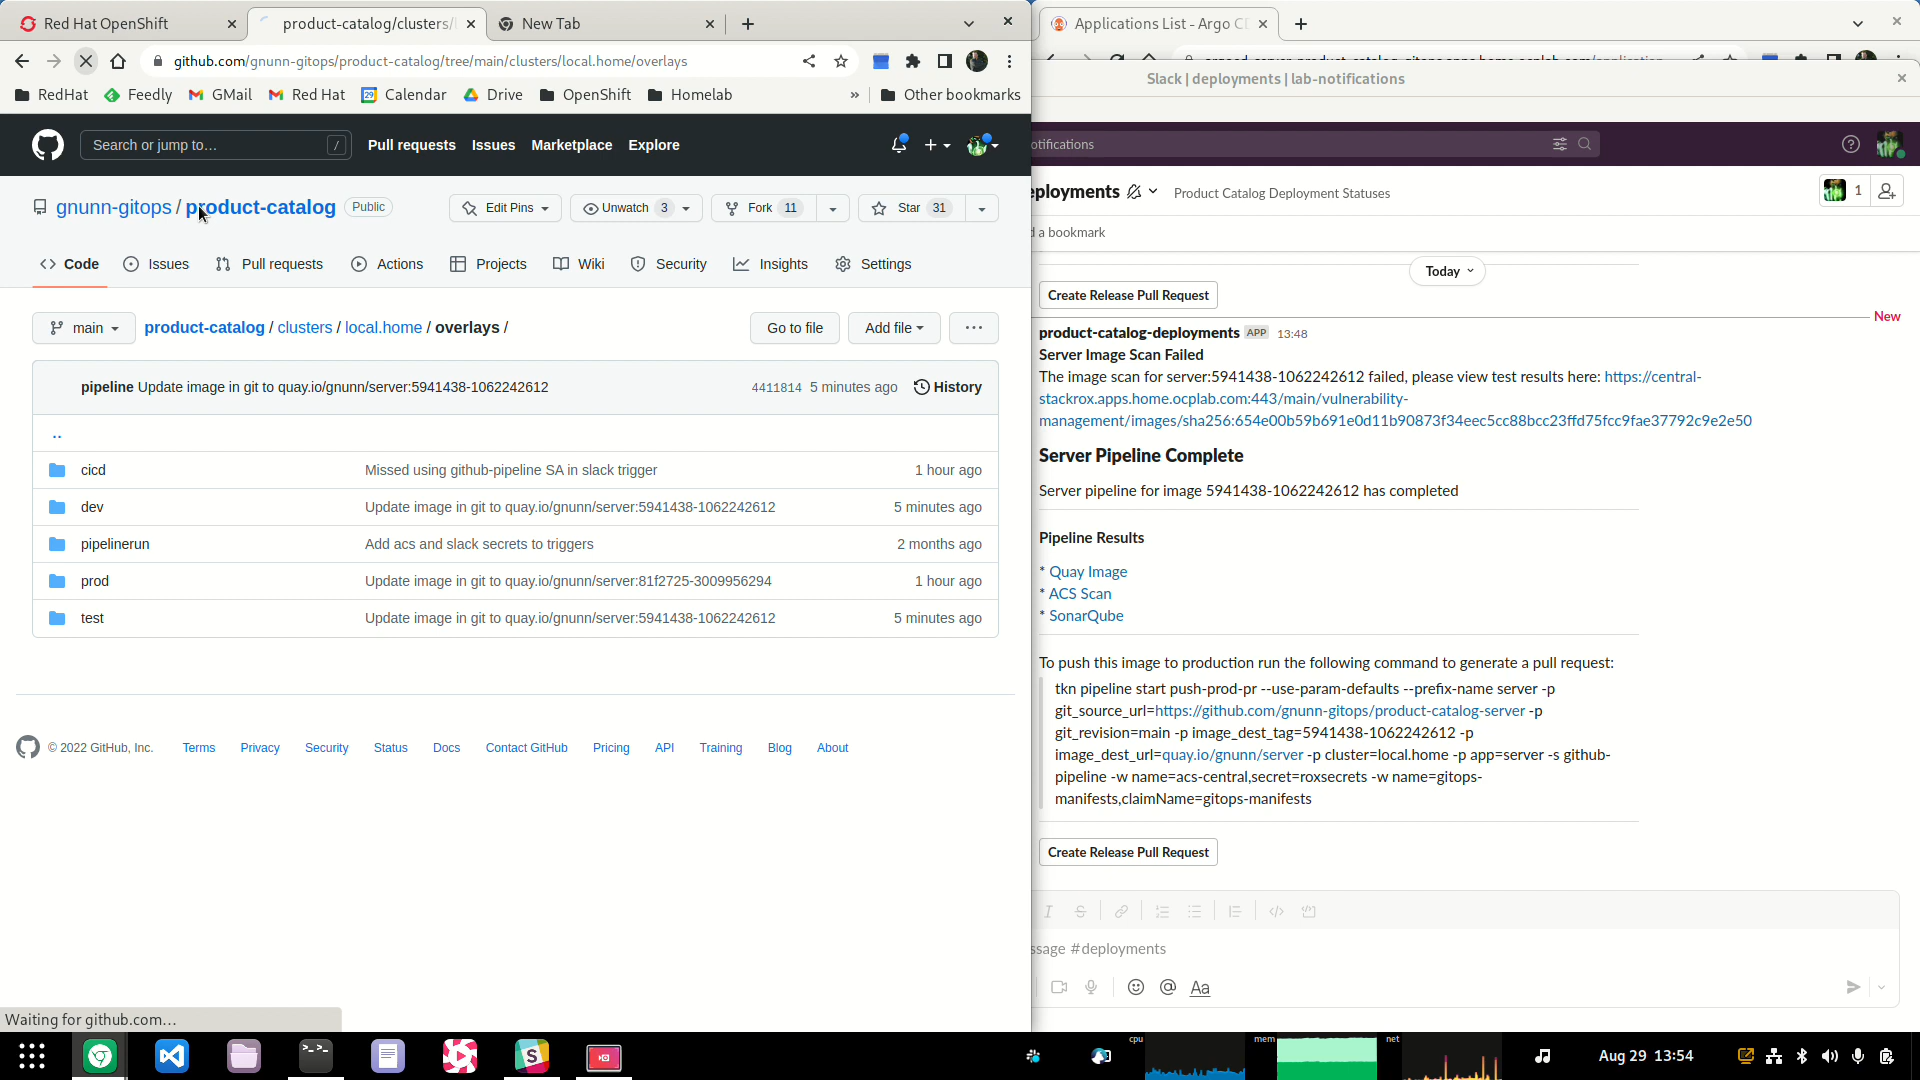 Red Hat OpenShift
product-catalog/clusters/l
New Tab
github.com/gnunn-gitops/product-catalog/tree/main/clusters/local.home/overlays
RedHat
Feedly
GMail
Red Hat
Calendar
Drive
OpenShift
Homelab
»
Other bookmarks
Search or jump to…
/
Pull requests
Issues
Marketplace
Explore
gnunn-gitops / product-catalog
Public
Edit Pins
Unwatch 3
Fork 11
Star 31
Code
Issues
Pull requests
Actions
Projects
Wiki
Security
Insights
Settings
main
product-catalog / clusters / local.home / overlays /
Go to file
Add file
pipeline Update image in git to quay.io/gnunn/server:5941438-1062242612
4411814 5 minutes ago
History
..
cicd
Missed using github-pipeline SA in slack trigger
1 hour ago
dev
Update image in git to quay.io/gnunn/server:5941438-1062242612
5 minutes ago
pipelinerun
Add acs and slack secrets to triggers
2 months ago
prod
Update image in git to quay.io/gnunn/server:81f2725-3009956294
1 hour ago
test
Update image in git to quay.io/gnunn/server:5941438-1062242612
5 minutes ago
© 2022 GitHub, Inc.
Terms
Privacy
Security
Status
Docs
Contact GitHub
Pricing
API
Training
Blog
About
Waiting for github.com…
Applications List - Argo C
Slack | deployments | lab-notifications
otifications
eployments
Product Catalog Deployment Statuses
1
d a bookmark
Today
Create Release Pull Request
New
product-catalog-deployments APP 13:48
Server Image Scan Failed
The image scan for server:5941438-1062242612 failed, please view test results here: https://central-
stackrox.apps.home.ocplab.com:443/main/vulnerability-
management/images/sha256:654e00b59b691e0d11b90873f34eec5cc88bcc23ffd75fcc9fae37792c9e2e50
Server Pipeline Complete
Server pipeline for image 5941438-1062242612 has completed
Pipeline Results
* Quay Image
* ACS Scan
* SonarQube
To push this image to production run the following command to generate a pull request:
tkn pipeline start push-prod-pr --use-param-defaults --prefix-name server -p
git_source_url=https://github.com/gnunn-gitops/product-catalog-server -p
git_revision=main -p image_dest_tag=5941438-1062242612 -p
image_dest_url=quay.io/gnunn/server -p cluster=local.home -p app=server -s github-
pipeline -w name=acs-central,secret=roxsecrets -w name=gitops-
manifests,claimName=gitops-manifests
Create Release Pull Request
ssage #deployments
Aa
cpu
mem
net
Aug 29 13:54